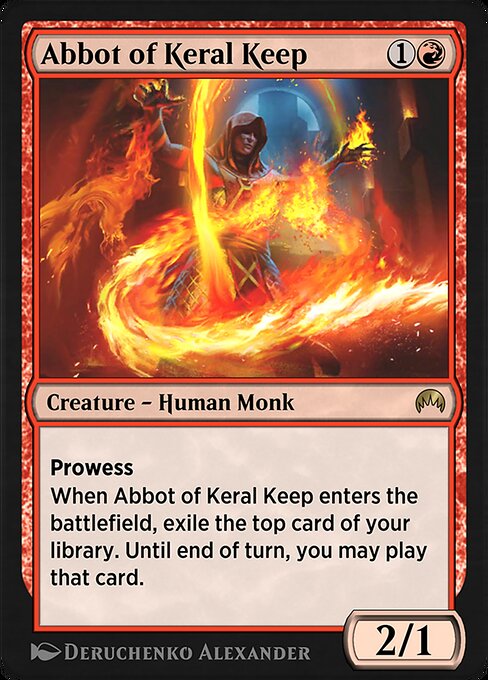 Abbot of Keral Keep 1
Creature – Human Monk
Prowess
When Abbot of Keral Keep enters the
battlefield, exile the top card of your
library. Until end of turn, you may play
that card.
2/1
Deruchenko Alexander